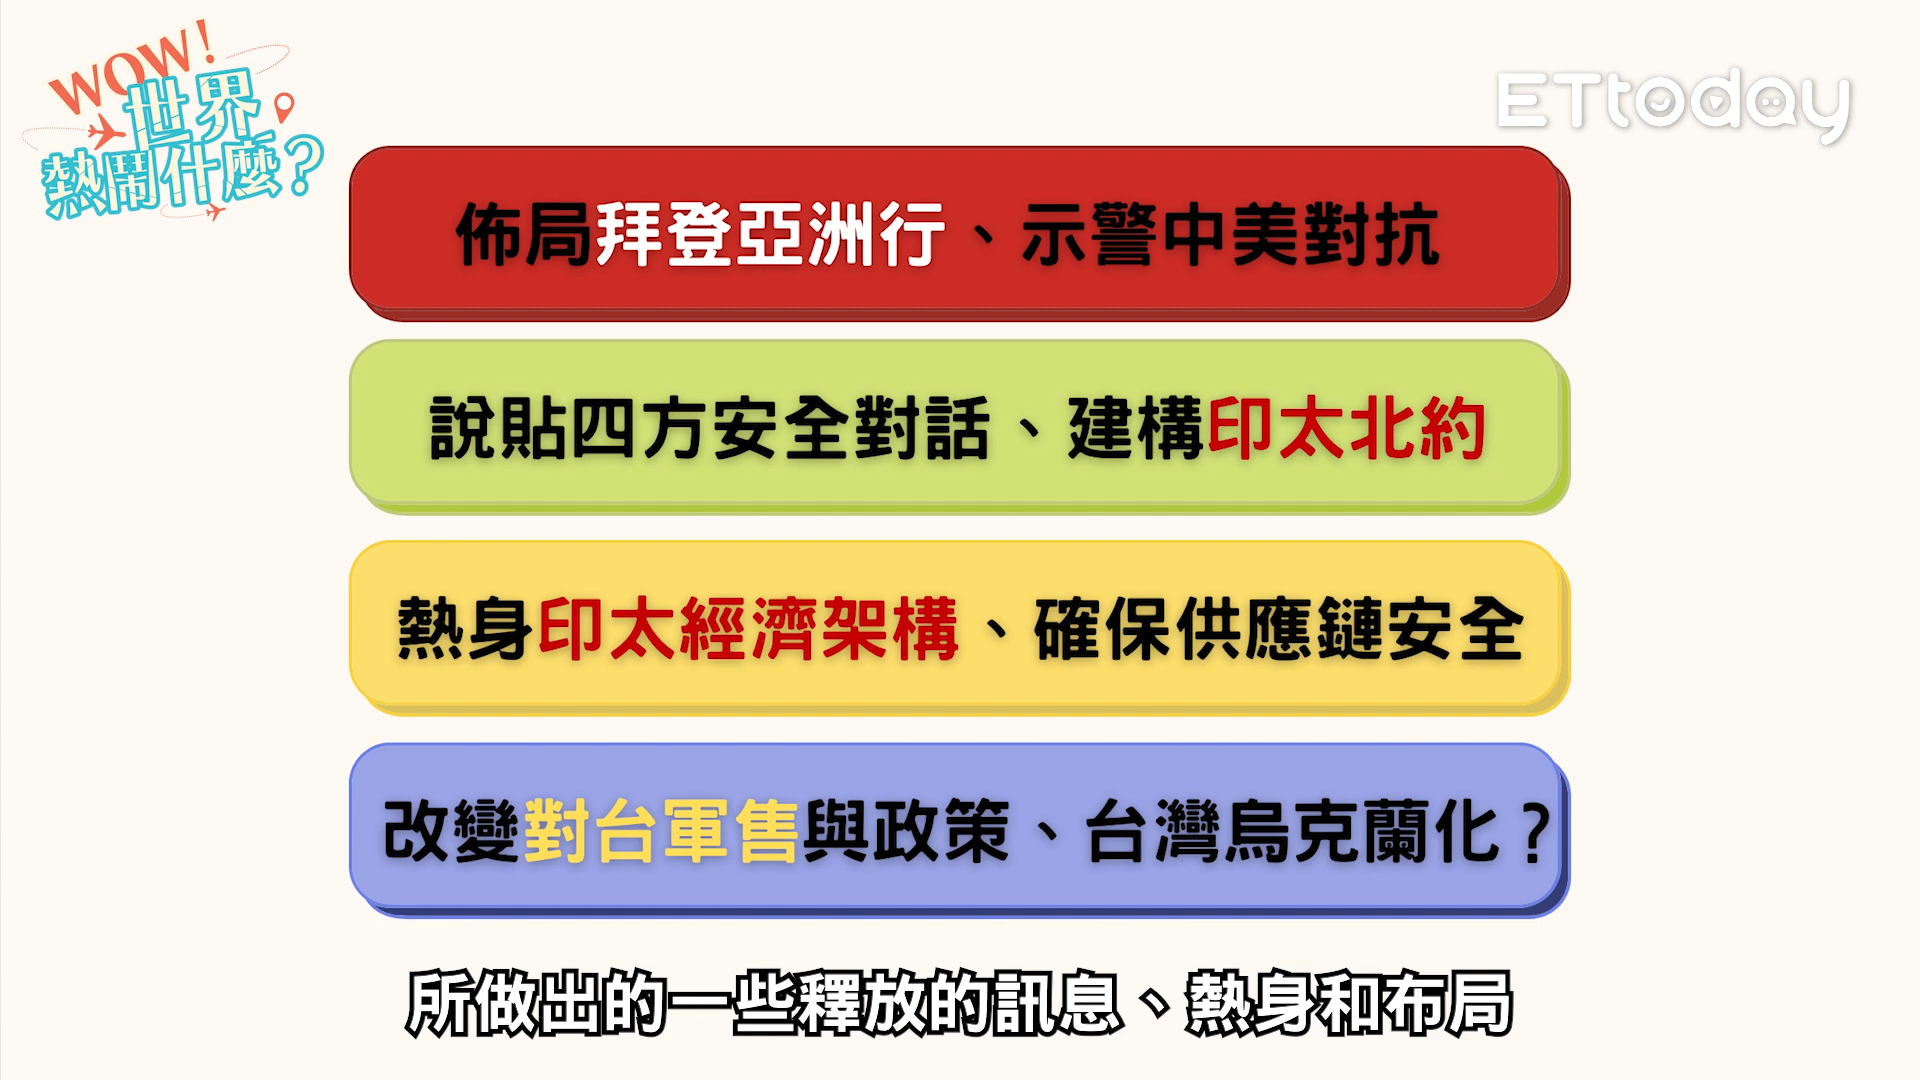 WOW!
世界
熱鬧什麼?
ETtoday
佈局拜登亞洲行、示警中美對抗
說貼四方安全對話、建構印太北約
熱身印太經濟架構、確保供應鏈安全
改變對台軍售與政策、台灣烏克蘭化?
所做出的一些釋放的訊息、熱身和布局